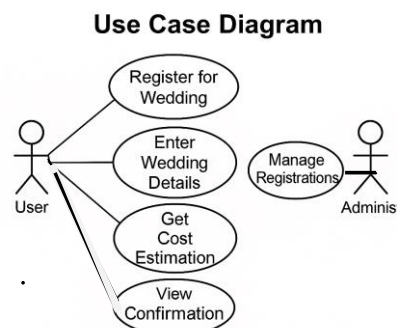 Use Case Diagram
Register for
Wedding
Enter
Wedding
Details
Manage
Registrations
User
Adminis
Get
Cost
Estimation
View
Confirmation